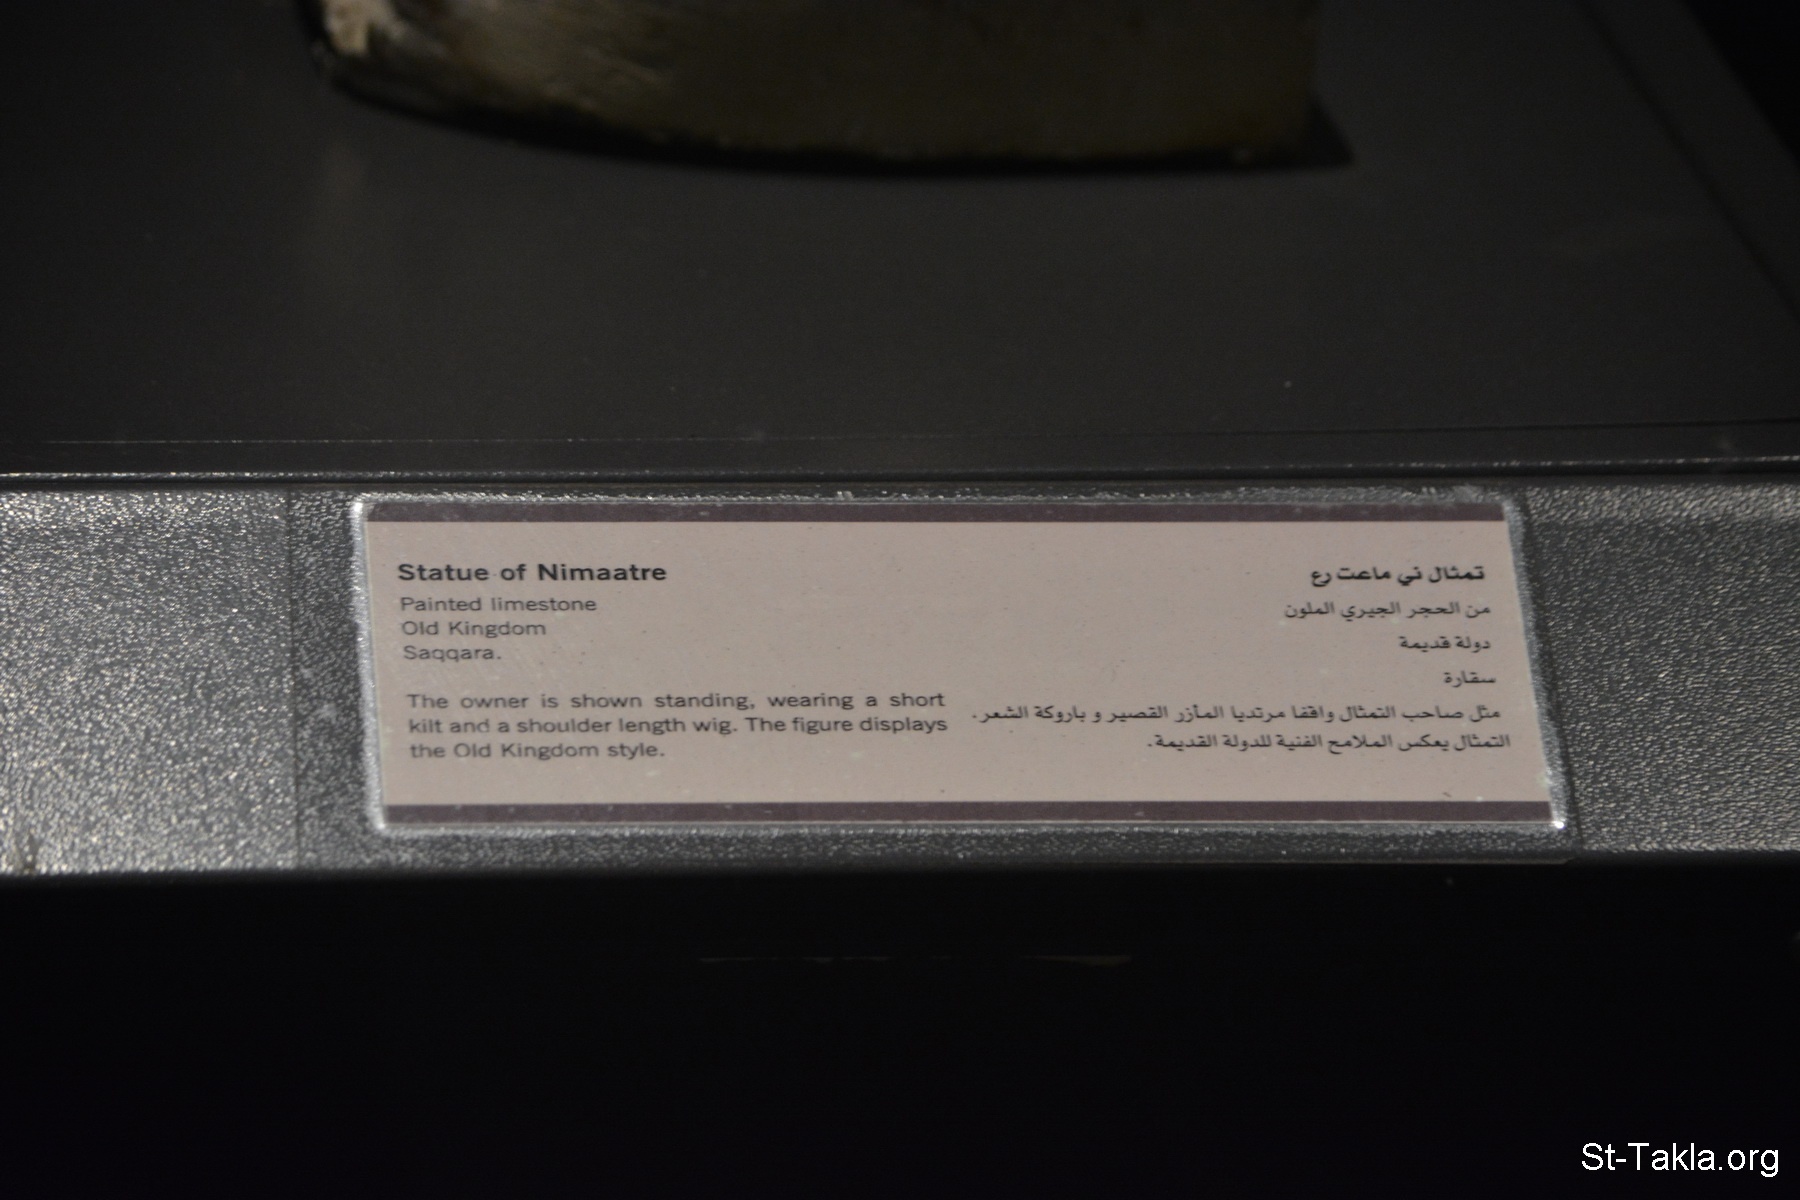 Statue of Nimaatre
Painted limestone
Old Kingdom
Saqqara.
The owner is shown standing, wearing a short
kilt and a shoulder length wig. The figure displays
the Old Kingdom style.
تمثال ني ماعت رع
من الحجر الجيري الملون
دولة قديمة
سقارة
مثل صاحب التمثال واقفا مرتديا المأزر القصير و باروكة الشعر.
التمثال يعكس الملامح الفنية للدولة القديمة.
St-Takla.org